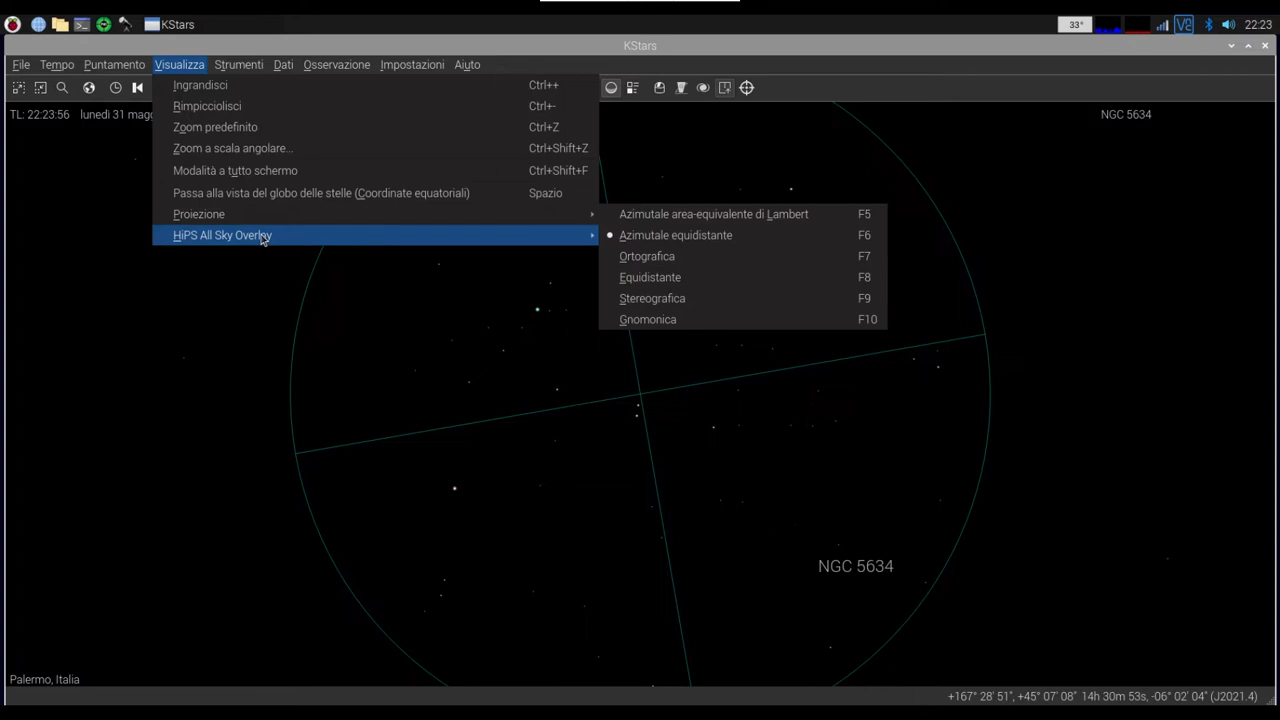 KStars
33°
V2
22:23
KStars
File Tempo Puntamento Visualizza Strumenti Dati Osservazione Impostazioni Aiuto
TL: 22:23:56 lunedì 31 magg
NGC 5634
Ingrandisci Ctrl++
Rimpicciolisci Ctrl+-
Zoom predefinito Ctrl+Z
Zoom a scala angolare... Ctrl+Shift+Z
Modalità a tutto schermo Ctrl+Shift+F
Passa alla vista del globo delle stelle (Coordinate equatoriali) Spazio
Proiezione
HiPS All Sky Overlay
Azimutale area-equivalente di Lambert F5
Azimutale equidistante F6
Ortografica F7
Equidistante F8
Stereografica F9
Gnomonica F10
NGC 5634
Palermo, Italia
+167° 28' 51", +45° 07' 08" 14h 30m 53s, -06° 02' 04" (J2021.4)